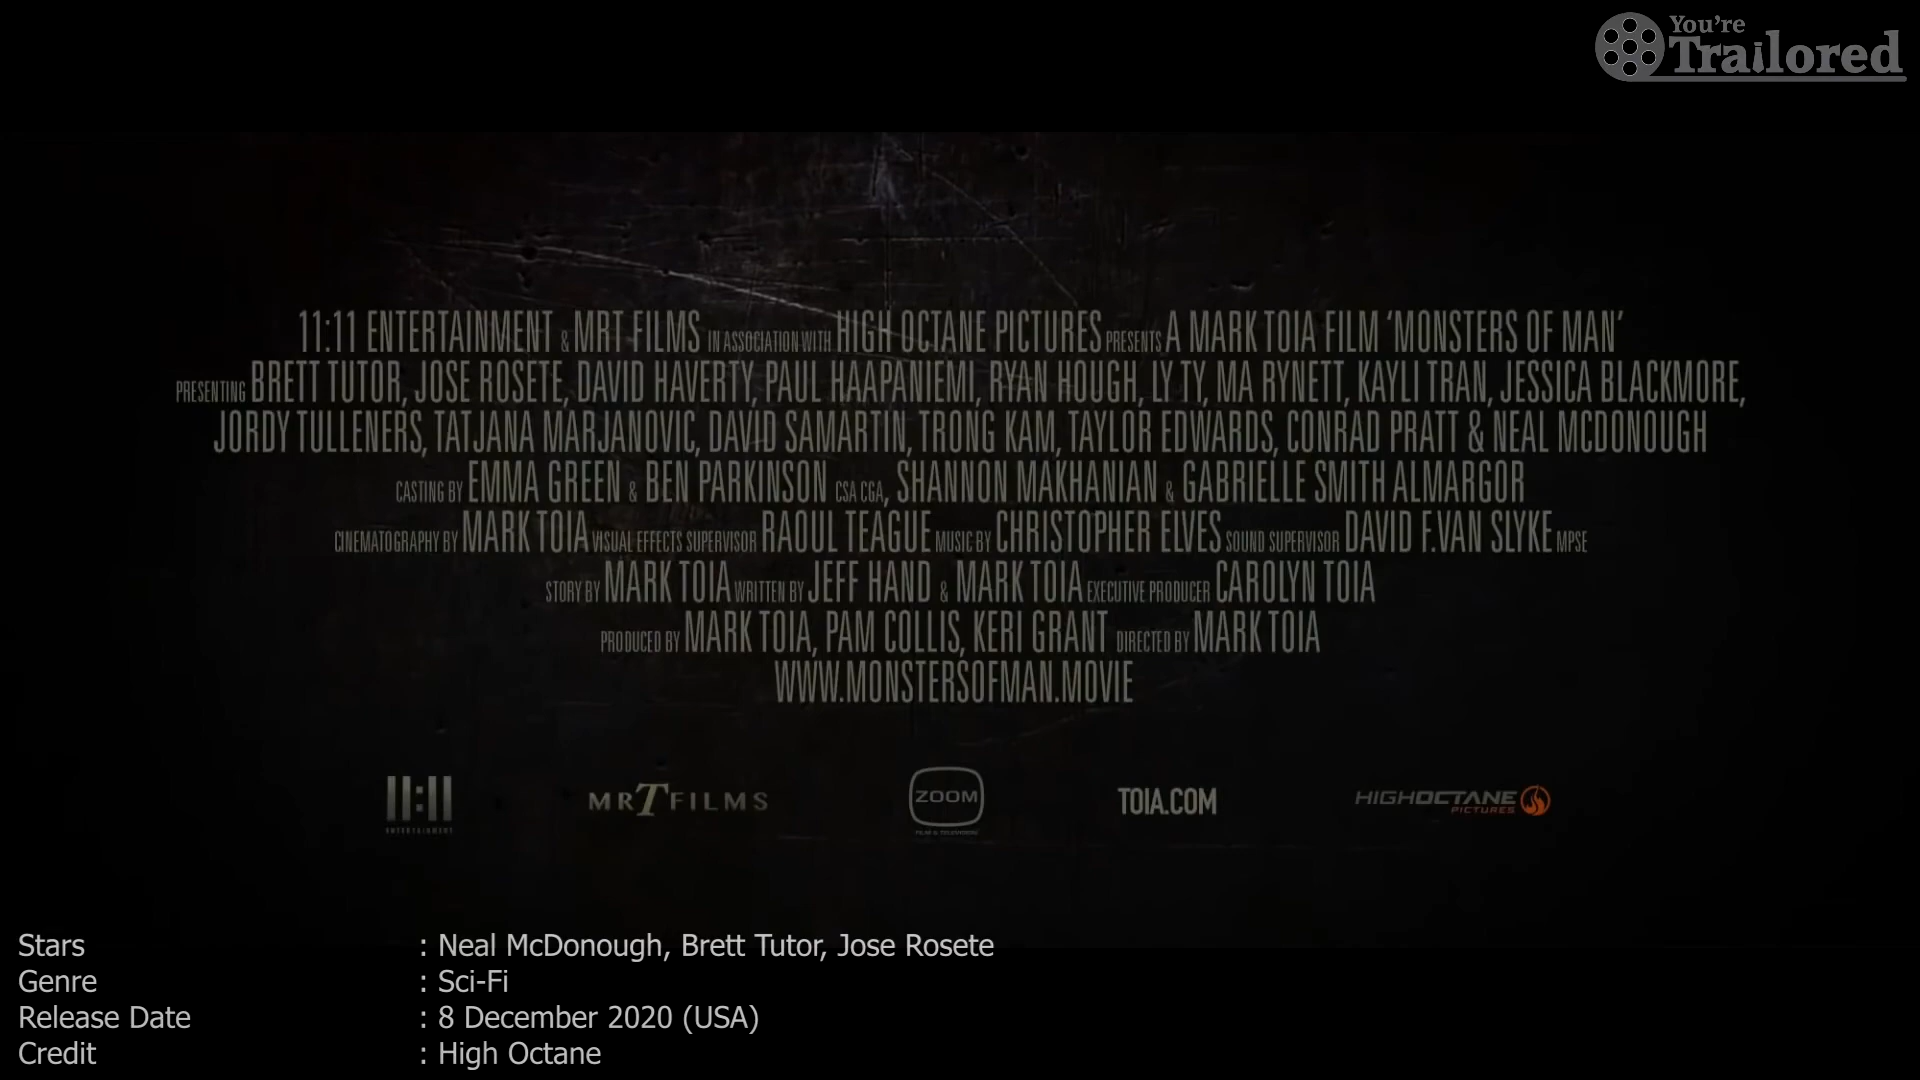 You're
Trailored
11:11 ENTERTAINMENT & MRT FILMS IN ASSOCIATION WITH HIGH OCTANE PICTURES PRESENTS A MARK TOIA FILM ‘MONSTERS OF MAN’
PRESENTING BRETT TUTOR, JOSE ROSETE, DAVID HAVERTY, PAUL HAAPANIEMI, RYAN HOUGH, LY TY, MA RYNETT, KAYLI TRAN, JESSICA BLACKMORE,
JORDY TULLENERS, TATJANA MARJANOVIC, DAVID SAMARTIN, TRONG KAM, TAYLOR EDWARDS, CONRAD PRATT & NEAL MCDONOUGH
CASTING BY EMMA GREEN & BEN PARKINSON CSA CGA, SHANNON MAKHANIAN & GABRIELLE SMITH ALMARGOR
CINEMATOGRAPHY BY MARK TOIA VISUAL EFFECTS SUPERVISOR RAOUL TEAGUE MUSIC BY CHRISTOPHER ELVES SOUND SUPERVISOR DAVID F.VAN SLYKE MPSE
STORY BY MARK TOIA WRITTEN BY JEFF HAND & MARK TOIA EXECUTIVE PRODUCER CAROLYN TOIA
PRODUCED BY MARK TOIA, PAM COLLIS, KERI GRANT DIRECTED BY MARK TOIA
WWW.MONSTERSOFMAN.MOVIE
11:11 ENTERTAINMENT
MRTFILMS
ZOOM FILM & TELEVISION
TOIA.COM
HIGHOCTANE PICTURES
Stars : Neal McDonough, Brett Tutor, Jose Rosete
Genre : Sci-Fi
Release Date : 8 December 2020 (USA)
Credit : High Octane